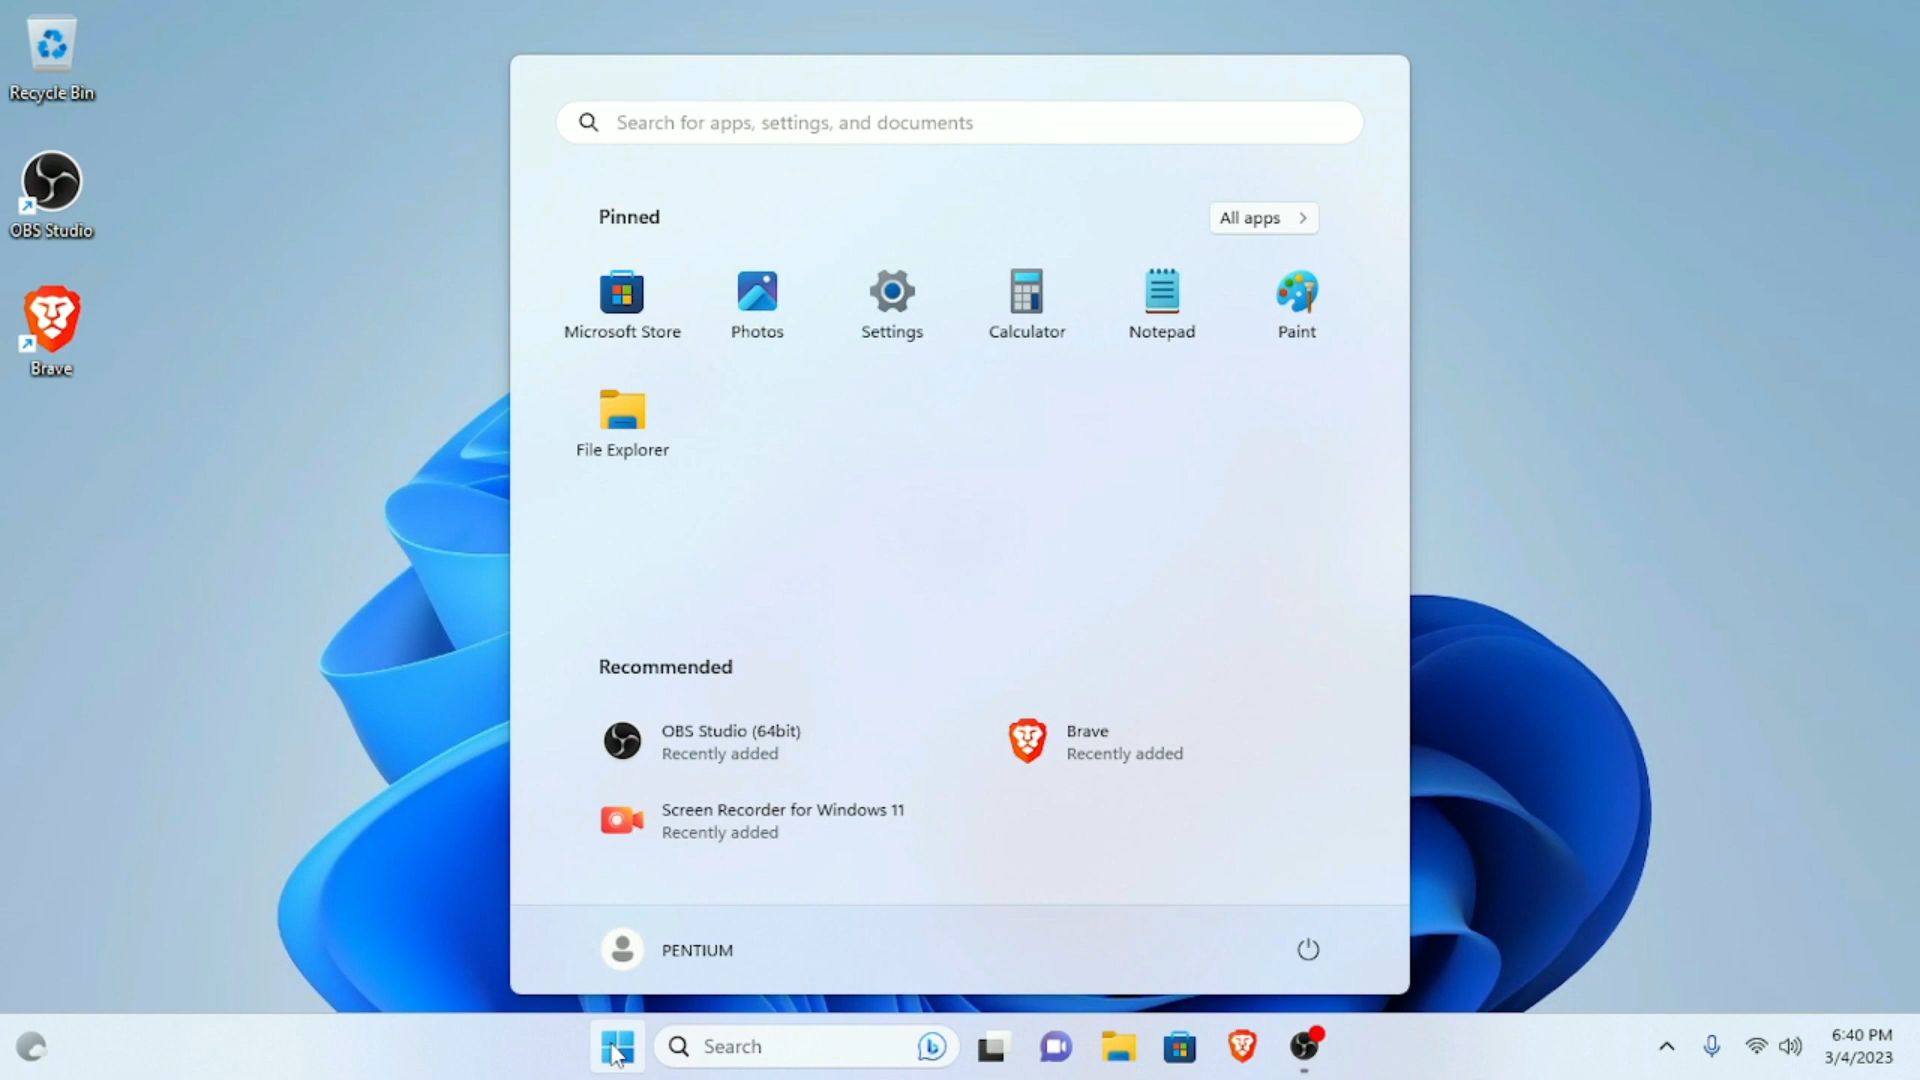 Recycle Bin
OBS Studio
Brave
Search for apps, settings, and documents
Pinned
All apps
Microsoft Store
Photos
Settings
Calculator
Notepad
Paint
File Explorer
Recommended
OBS Studio (64bit)
Recently added
Brave
Recently added
Screen Recorder for Windows 11
Recently added
PENTIUM
Search
6:40 PM
3/4/2023